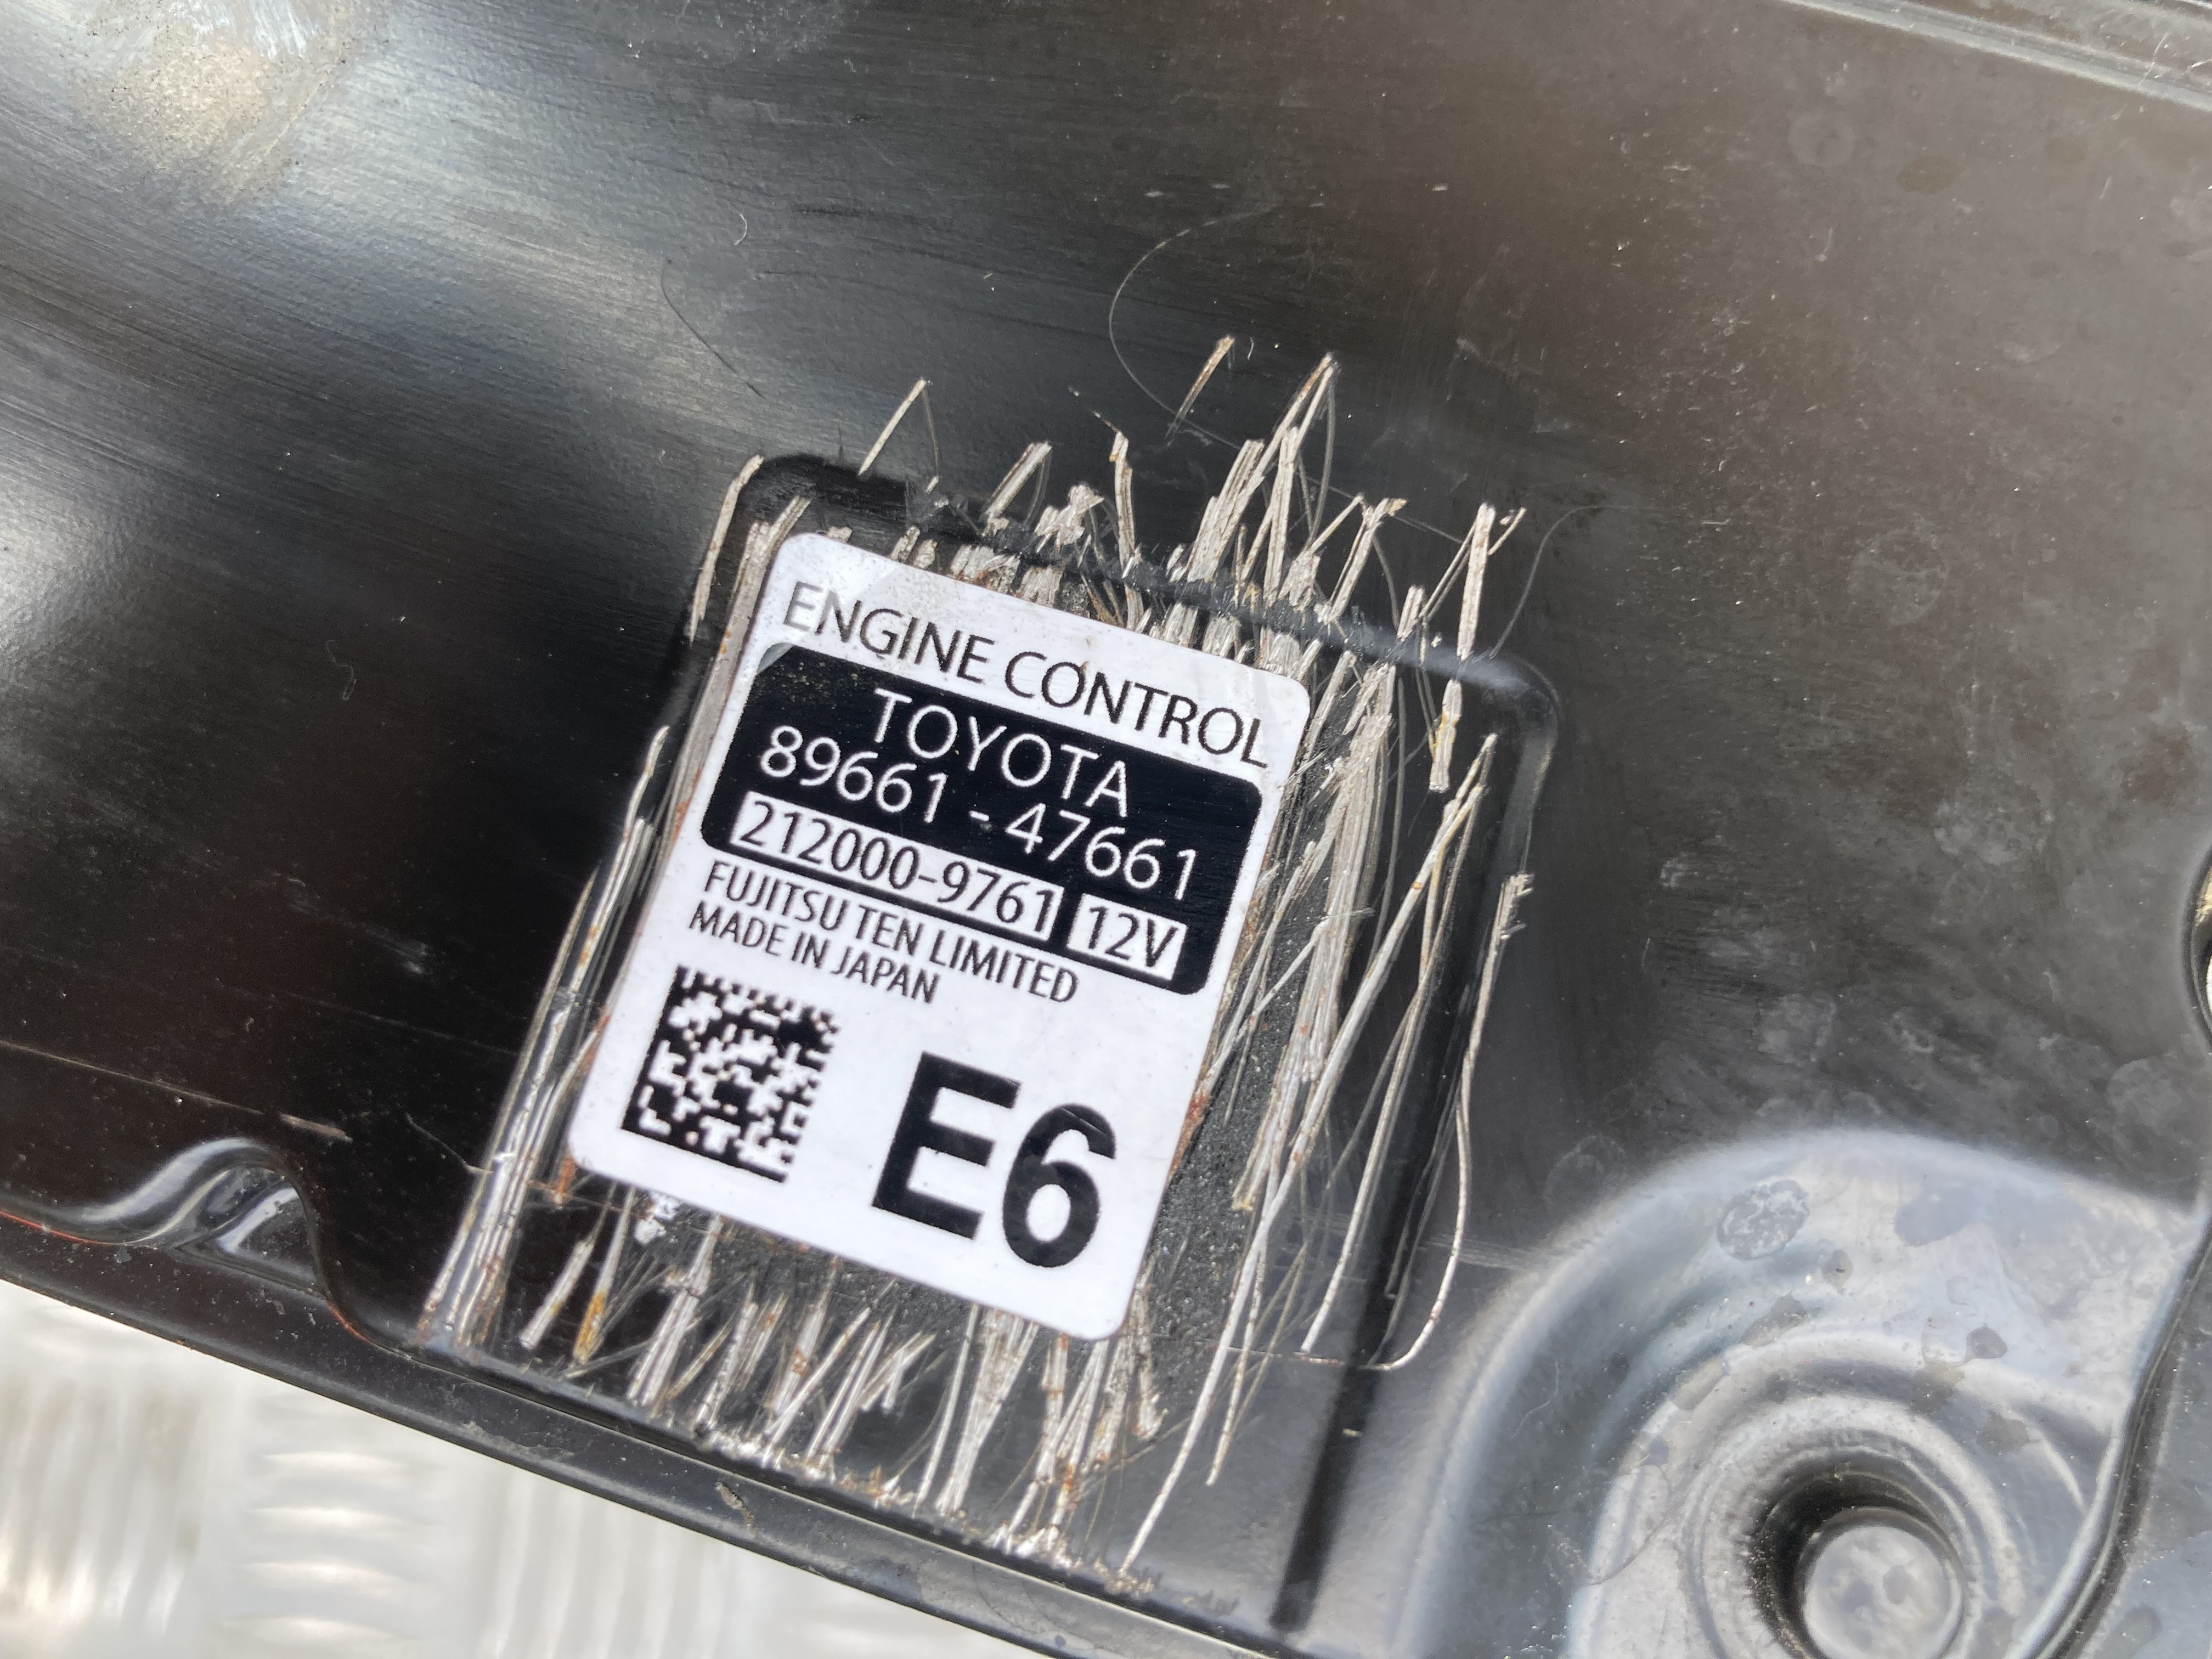 ENGINE CONTROL
TOYOTA
89661 - 47661
212000-9761 12V
FUJITSU TEN LIMITED
MADE IN JAPAN
E6